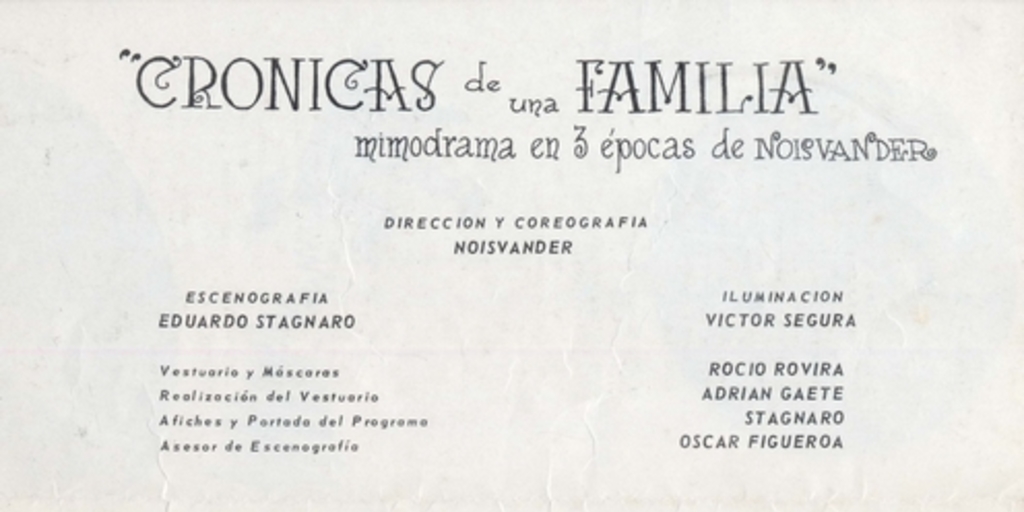 "CRONICAS de una FAMILIA"
mimodrama en 3 épocas de NOISVANDER
DIRECCION Y COREOGRAFIA
NOISVANDER
ESCENOGRAFIA
EDUARDO STAGNARO
ILUMINACION
VICTOR SEGURA
Vestuario y Máscaras ROCIO ROVIRA
Realización del Vestuario ADRIAN GAETE
Afiches y Portada del Programa STAGNARO
Asesor de Escenografía OSCAR FIGUEROA